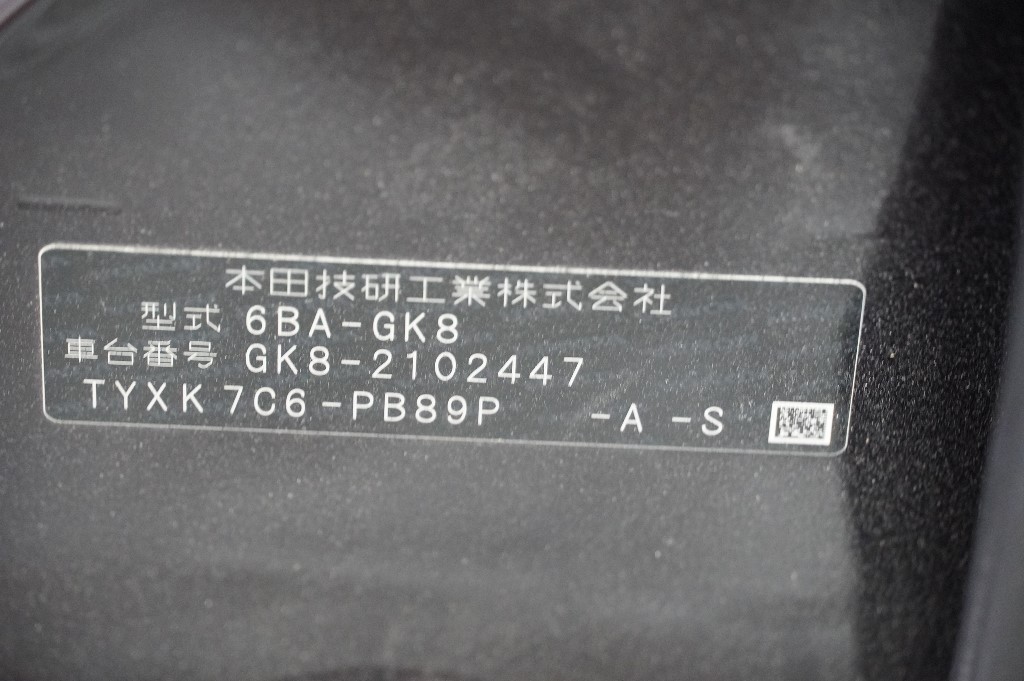 本田技研工業株式会社
型式 6BA-GK8
車台番号 GK8-2102447
TYXK7C6-PB89P -A -S